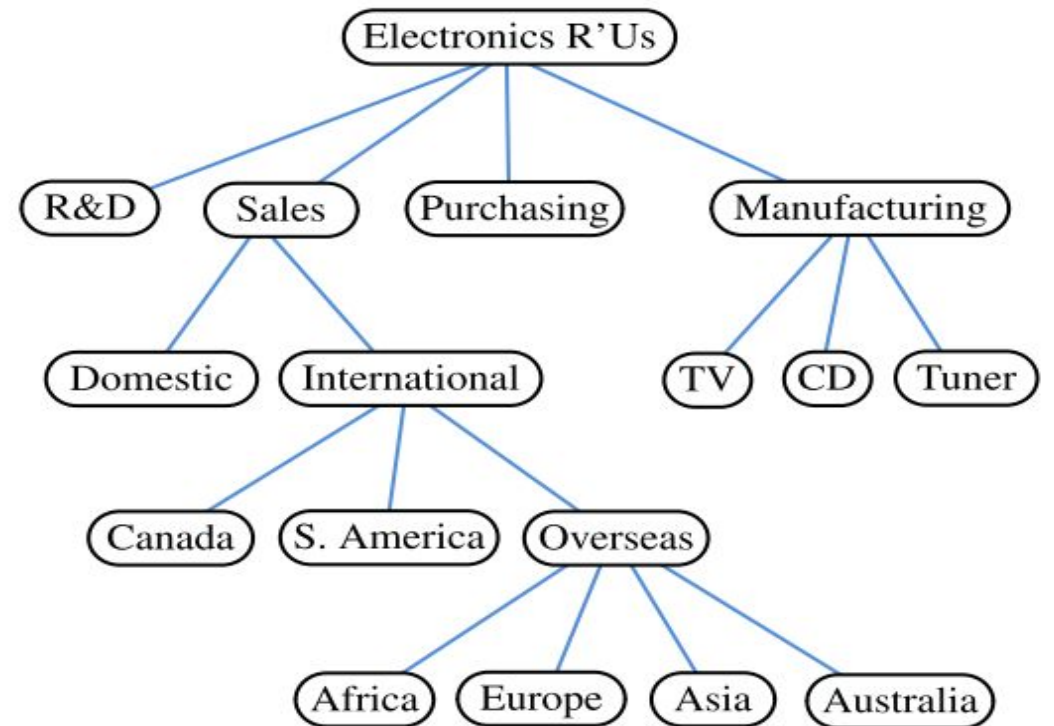 Electronics R'Us
R&D Sales Purchasing Manufacturing
Domestic International TV CD Tuner
Canada S. America Overseas
Africa Europe Asia Australia